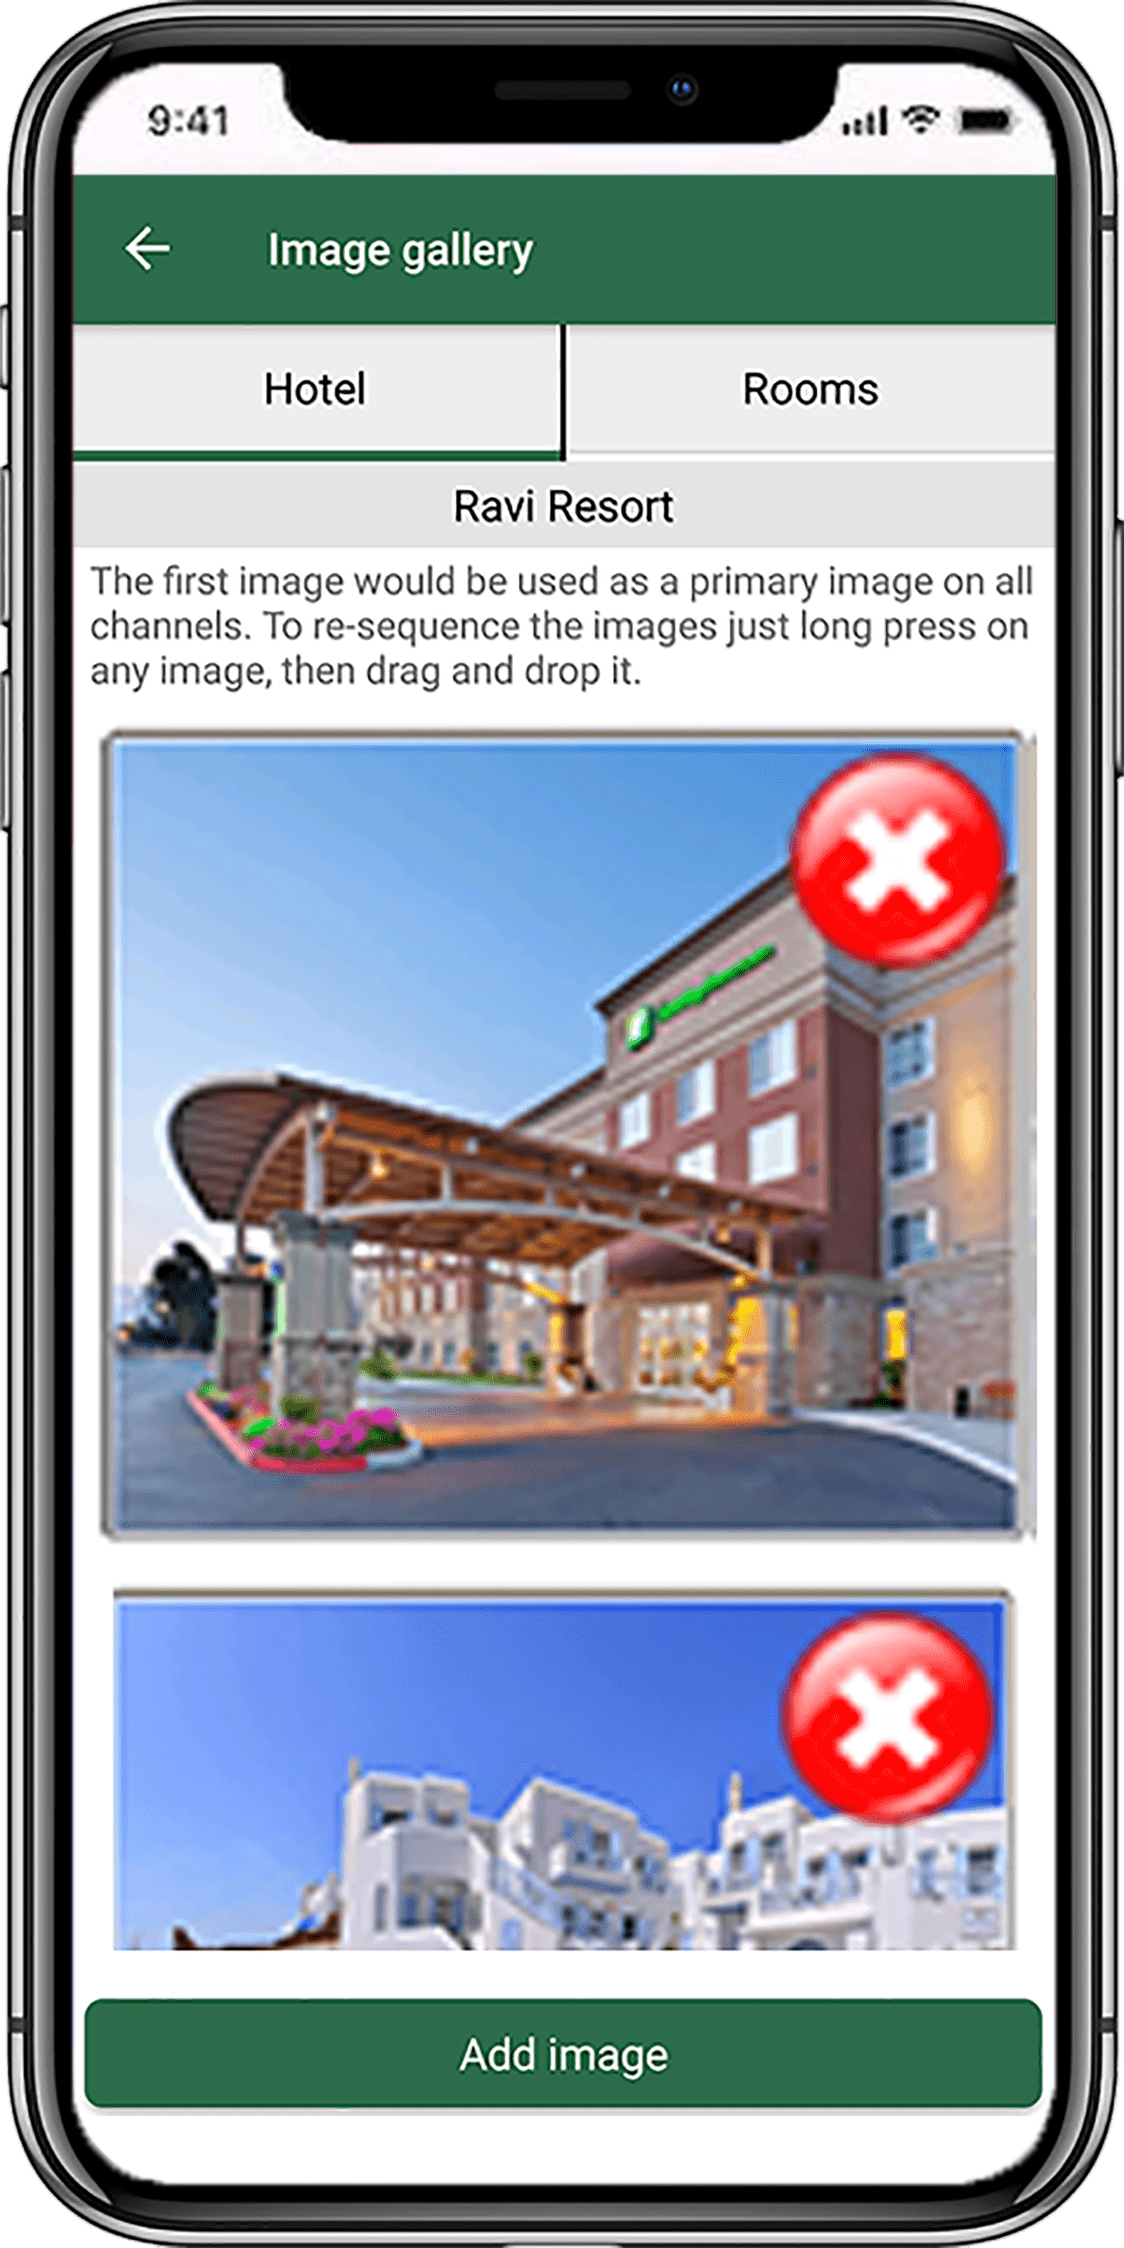 9:41
Image gallery
Hotel
Rooms
Ravi Resort
The first image would be used as a primary image on all
channels. To re-sequence the images just long press on
any image, then drag and drop it.
Add image